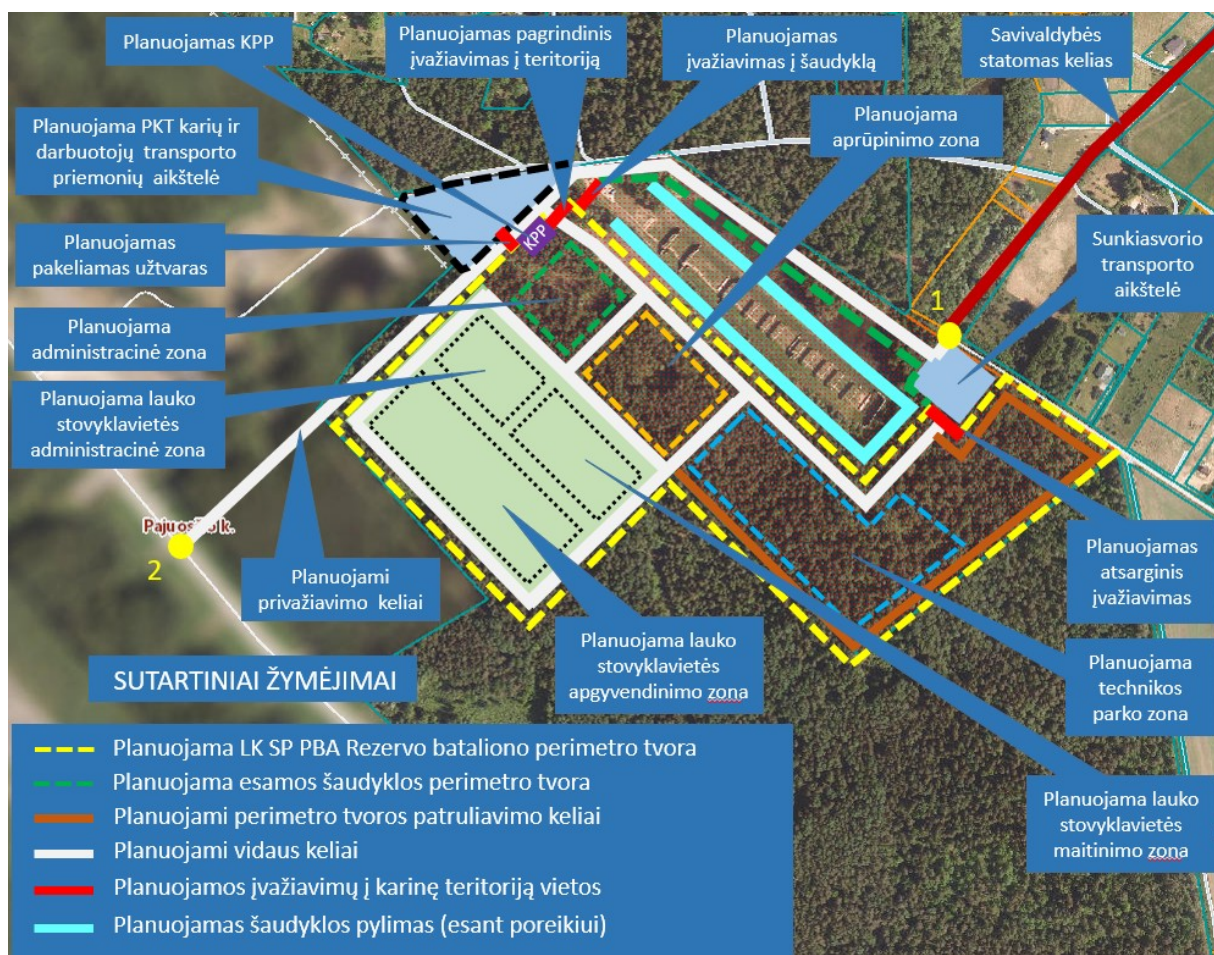 Planuojamas KPP
Planuojamas pagrindinis
įvažiavimas į teritoriją
Planuojamas
įvažiavimas į šaudyklą
Savivaldybės
statomas kelias
Planuojama PKT karių ir
darbuotojų transporto
priemonių aikštelė
Planuojama
aprūpinimo zona
Planuojamas
pakeliamas užtvaras
KPP
Sunkiasvorio
transporto
aikštelė
1
Planuojama
administracinė zona
Planuojama lauko
stovyklavietės
administracinė zona
2
Planuojami
privažiavimo keliai
Planuojamas
atsarginis
įvažiavimas
Planuojama lauko
stovyklavietės
apgyvendinimo zona
Planuojama
technikos
parko zona
Planuojama lauko
stovyklavietės
maitinimo zona
SUTARTINIAI ŽYMĖJIMAI
Planuojama LK SP PBA Rezervo bataliono perimetro tvora
Planuojama esamos šaudyklos perimetro tvora
Planuojami perimetro tvoros patruliavimo keliai
Planuojami vidaus keliai
Planuojamos įvažiavimų į karinę teritoriją vietos
Planuojamas šaudyklos pylimas (esant poreikiui)